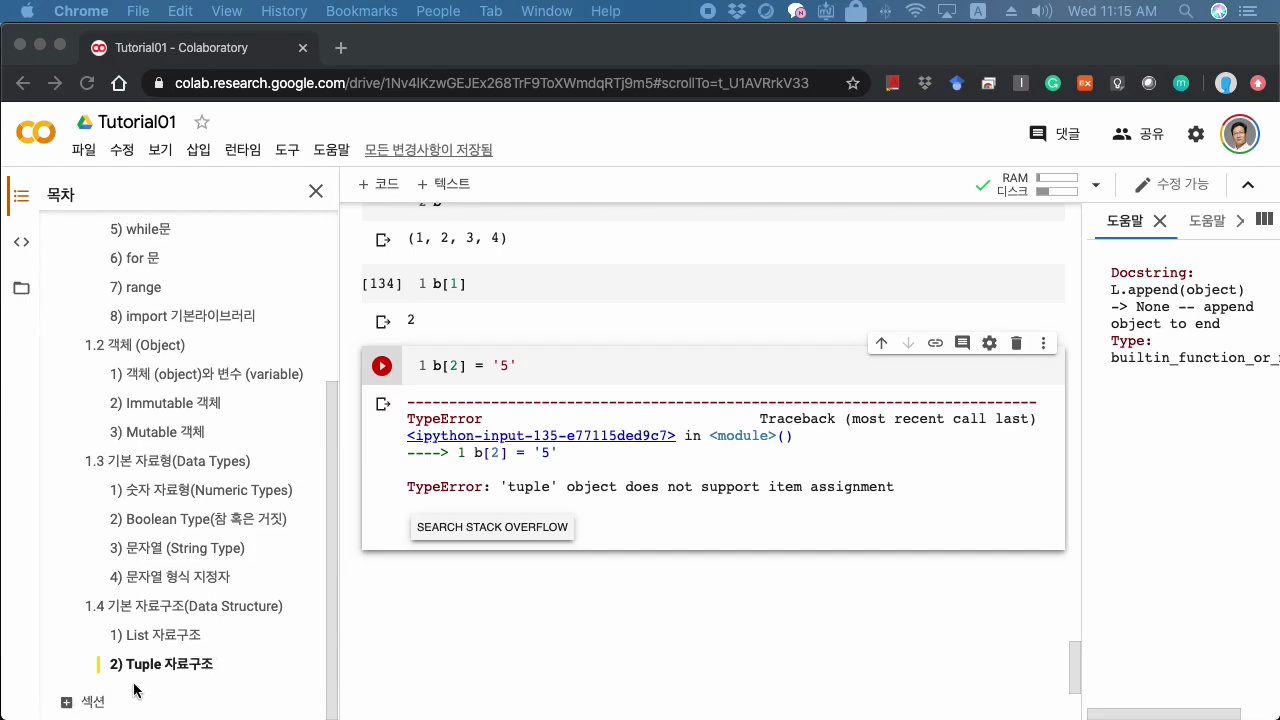 Chrome File Edit View History Bookmarks People Tab Window Help Wed 11:15 AM
Tutorial01 - Colaboratory
colab.research.google.com/drive/1Nv4lKzwGEJEx268TrF9ToXWmdqRTj9m5#scrollTo=t_U1AVRrkV33
Tutorial01
댓글
공유
파일 수정 보기 삽입 런타임 도구 도움말 모든 변경사항이 저장됨
목차
+ 코드 + 텍스트
RAM
디스크
수정 가능
5) while문
6) for 문
7) range
8) import 기본라이브러리
1.2 객체 (Object)
1) 객체 (object)와 변수 (variable)
2) Immutable 객체
3) Mutable 객체
1.3 기본 자료형(Data Types)
1) 숫자 자료형(Numeric Types)
2) Boolean Type(참 혹은 거짓)
3) 문자열 (String Type)
4) 문자열 형식 지정자
1.4 기본 자료구조(Data Structure)
1) List 자료구조
2) Tuple 자료구조
섹션
2 b
(1, 2, 3, 4)
[134] 1 b[1]
2
1 b[2] = '5'
TypeError Traceback (most recent call last)
<ipython-input-135-e77115ded9c7> in <module>()
----> 1 b[2] = '5'
TypeError: 'tuple' object does not support item assignment
SEARCH STACK OVERFLOW
도움말 도움말
Docstring:
L.append(object)
-> None -- append
object to end
Type:
builtin_function_or_